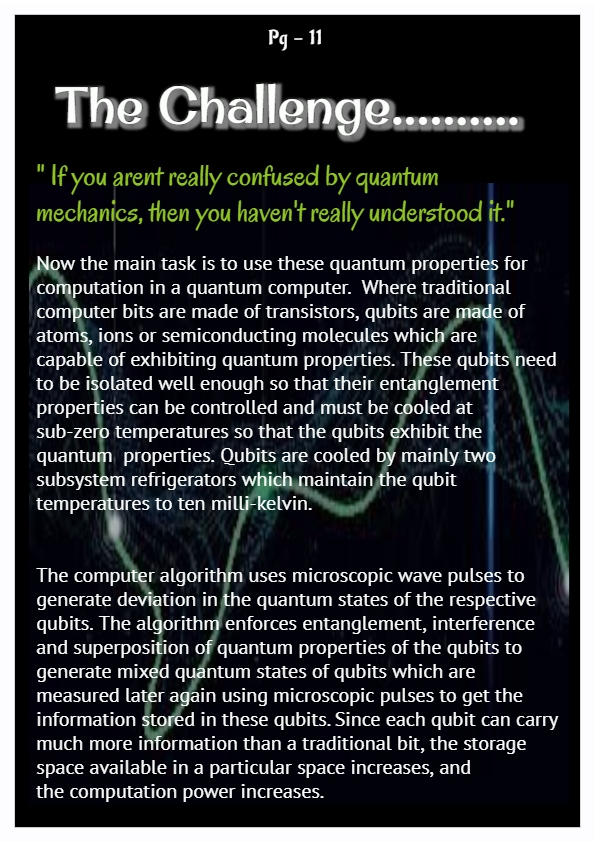 Pg – 11
The Challenge..........
" If you arent really confused by quantum
mechanics, then you haven't really understood it."
Now the main task is to use these quantum properties for
computation in a quantum computer.  Where traditional
computer bits are made of transistors, qubits are made of
atoms, ions or semiconducting molecules which are
capable of exhibiting quantum properties. These qubits need
to be isolated well enough so that their entanglement
properties can be controlled and must be cooled at
sub-zero temperatures so that the qubits exhibit the
quantum  properties. Qubits are cooled by mainly two
subsystem refrigerators which maintain the qubit
temperatures to ten milli-kelvin.
The computer algorithm uses microscopic wave pulses to
generate deviation in the quantum states of the respective
qubits. The algorithm enforces entanglement, interference
and superposition of quantum properties of the qubits to
generate mixed quantum states of qubits which are
measured later again using microscopic pulses to get the
information stored in these qubits. Since each qubit can carry
much more information than a traditional bit, the storage
space available in a particular space increases, and
the computation power increases.